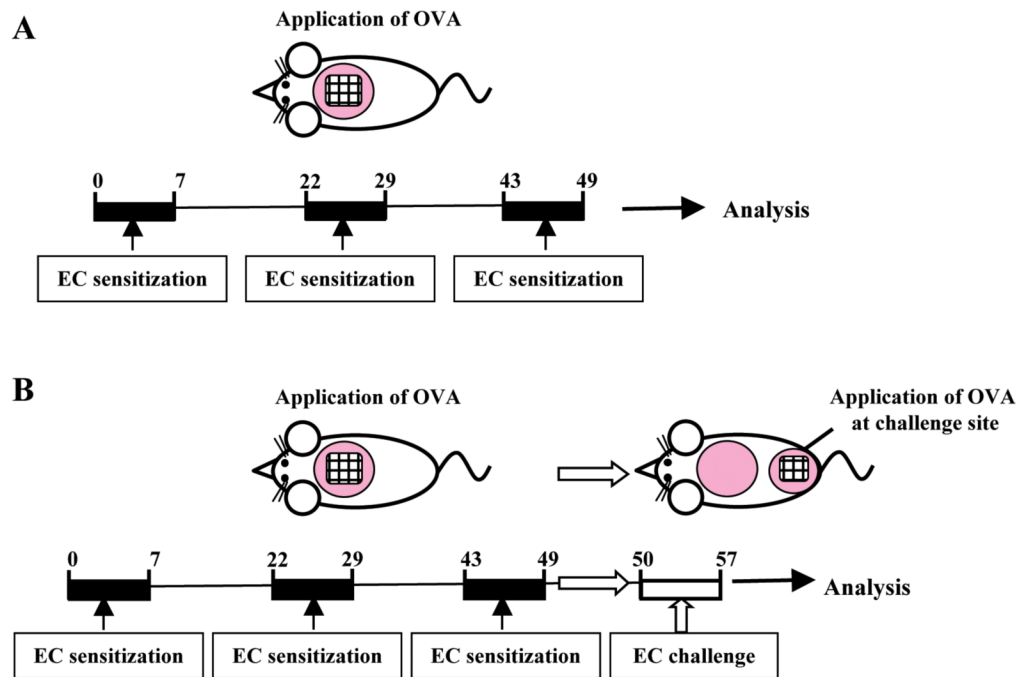 A
Application of OVA
0 7 22 29 43 49
Analysis
EC sensitization EC sensitization EC sensitization
B
Application of OVA
Application of OVA
at challenge site
0 7 22 29 43 49 50 57
Analysis
EC sensitization EC sensitization EC sensitization EC challenge